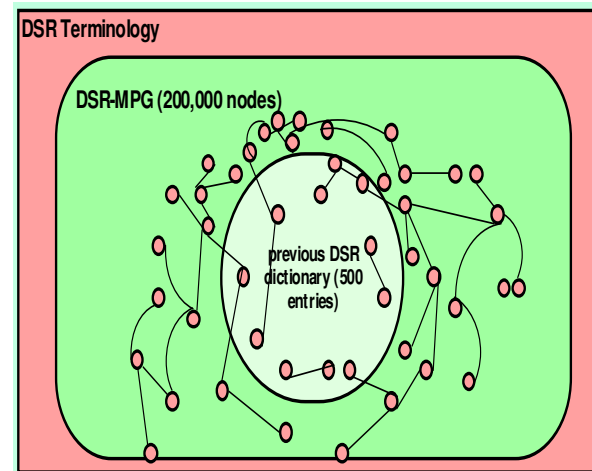 DSR Terminology
DSR-MPG (200,000 nodes)
previous DSR
dictionary (500
entries)